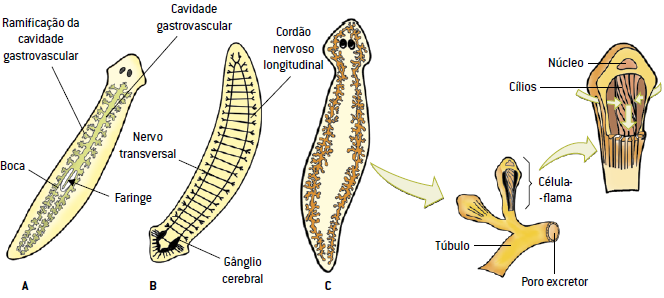 Ramificação da
cavidade
gastrovascular
Cavidade
gastrovascular
Cordão
nervoso
longitudinal
Núcleo
Cílios
Nervo
transversal
Boca
Faringe
Célula-
-flama
Túbulo
Gânglio
cerebral
Poro excretor
A
B
C